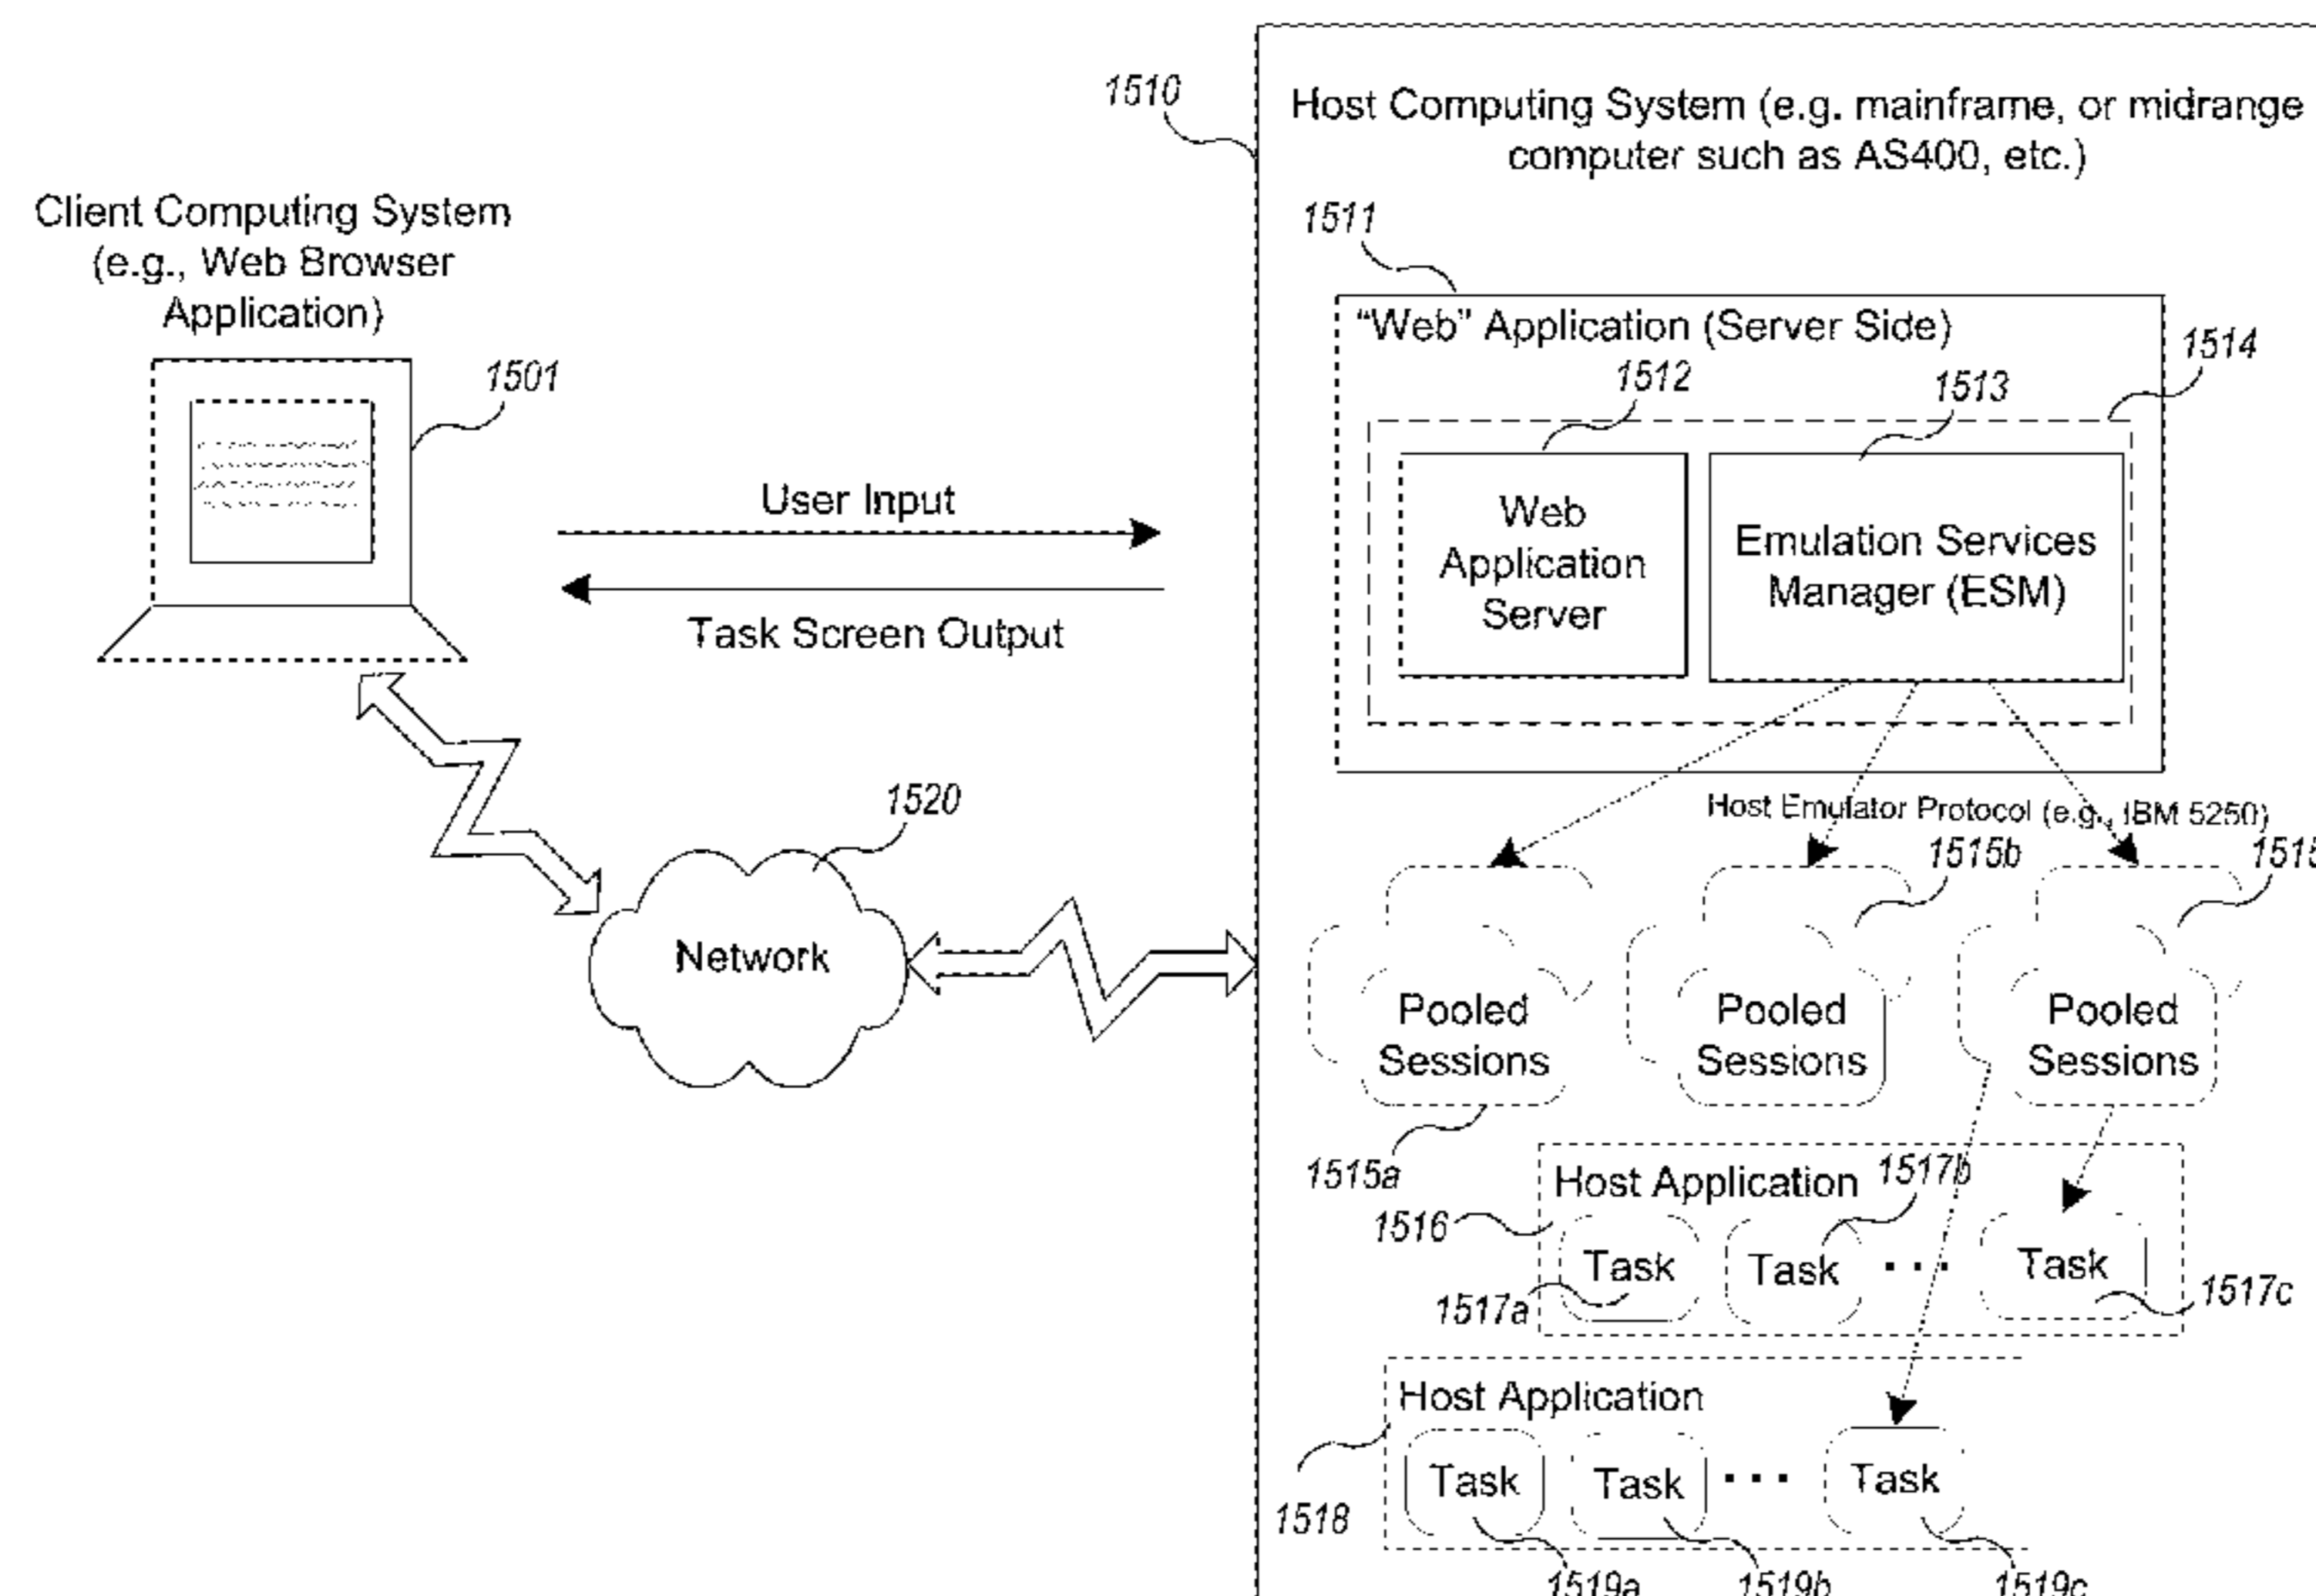 1510
Host Computing System (e.g. mainframe, or midrange
computer such as AS400, etc.)
Client Computing System
(e.g., Web Browser
Application)
1501
1511
"Web" Application (Server Side)
1514
1512
1513
Web
Application
Server
Emulation Services
Manager (ESM)
User Input
Task Screen Output
1520
Network
Host Emulator Protocol (e.g., IBM 5250)
1515b
1515
Pooled
Sessions
Pooled
Sessions
Pooled
Sessions
1515a
Host Application
1517b
1516
Task
Task
...
Task
1517a
1517c
Host Application
Task
Task
...
Task
1518
1519a
1519b
1519c